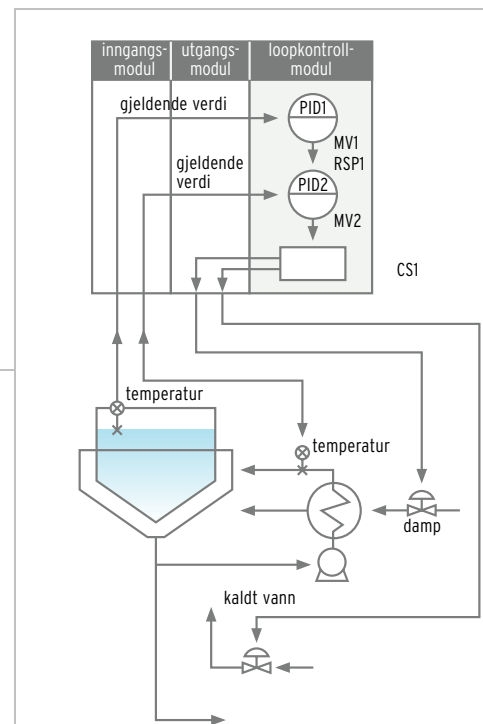 inngangs-
modul
utgangs-
modul
loopkontroll-
modul
gjeldende verdi
PID1
MV1
RSP1
gjeldende
verdi
PID2
MV2
CS1
temperatur
temperatur
damp
kaldt vann